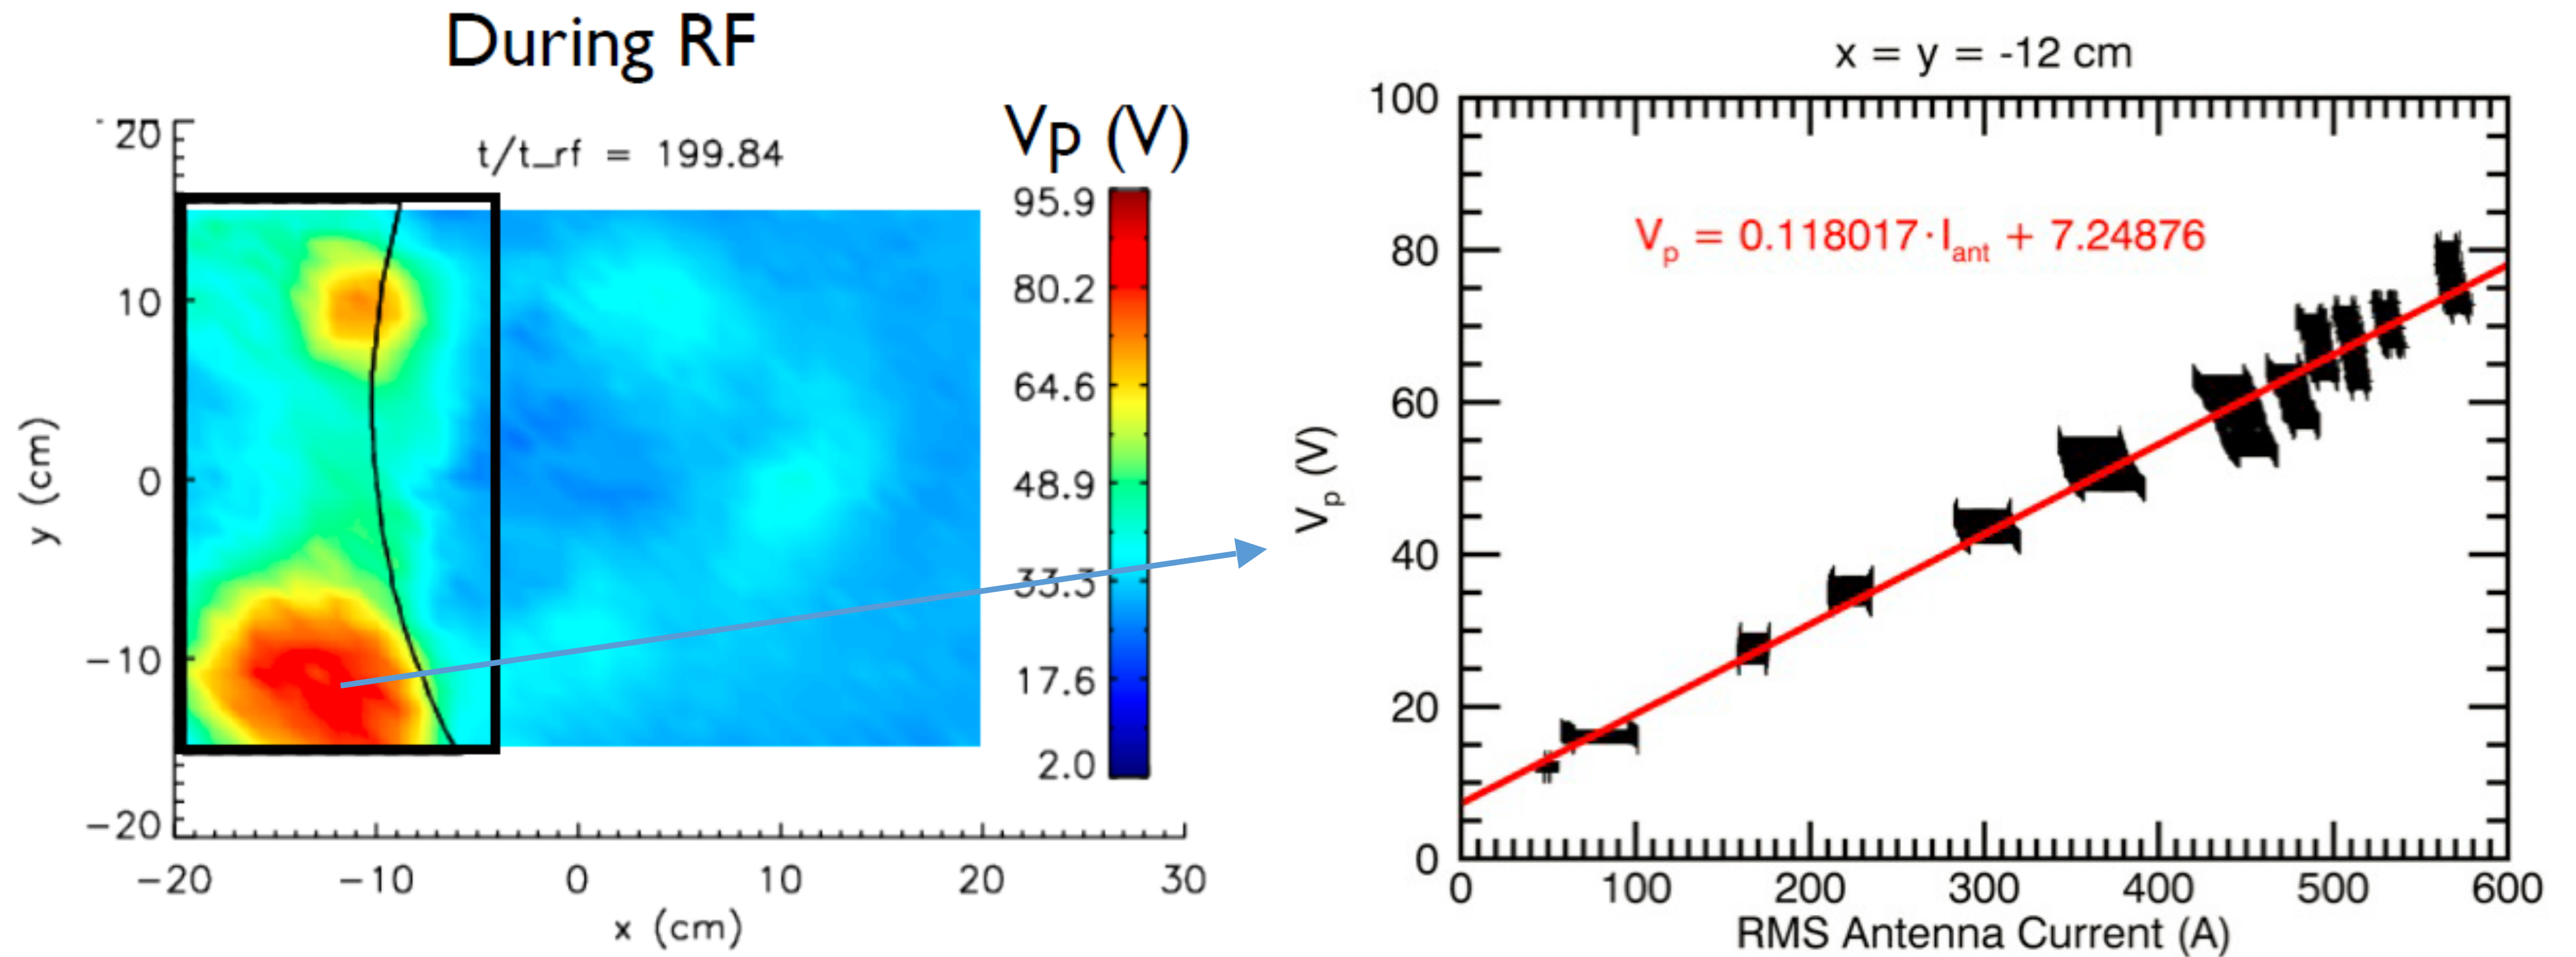 During RF
t/t_rf = 199.84
Vp (V)
20
10
0
-10
-20
y (cm)
-20 -10 0 10 20 30
x (cm)
95.9
80.2
64.6
48.9
33.3
17.6
2.0
x = y = -12 cm
Vp = 0.118017·Iant + 7.24876
100
80
60
40
20
0
Vp (V)
0 100 200 300 400 500 600
RMS Antenna Current (A)